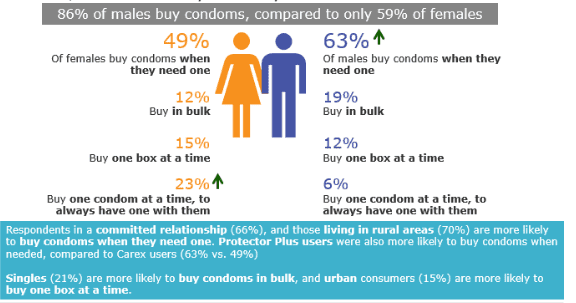 86% of males buy condoms, compared to only 59% of females
49%
Of females buy condoms when
they need one
12%
Buy in bulk
15%
Buy one box at a time
23%
Buy one condom at a time, to
always have one with them
63%
Of males buy condoms when they
need one
19%
Buy in bulk
12%
Buy one box at a time
6%
Buy one condom at a time, to
always have one with them
Respondents in a committed relationship (66%), and those living in rural areas (70%) are more likely
to buy condoms when they need one. Protector Plus users were also more likely to buy condoms when
needed, compared to Carex users (63% vs. 49%)
Singles (21%) are more likely to buy condoms in bulk, and urban consumers (15%) are more likely to
buy one box at a time.